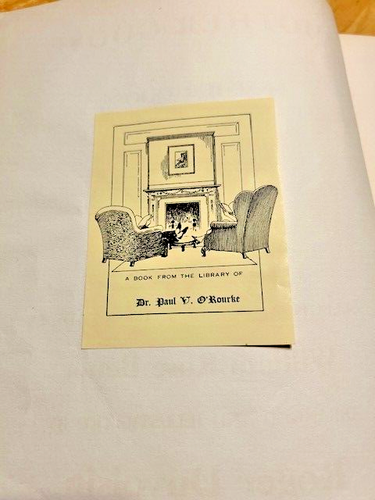 A BOOK FROM THE LIBRARY OF
Dr. Paul V. O'Rourke